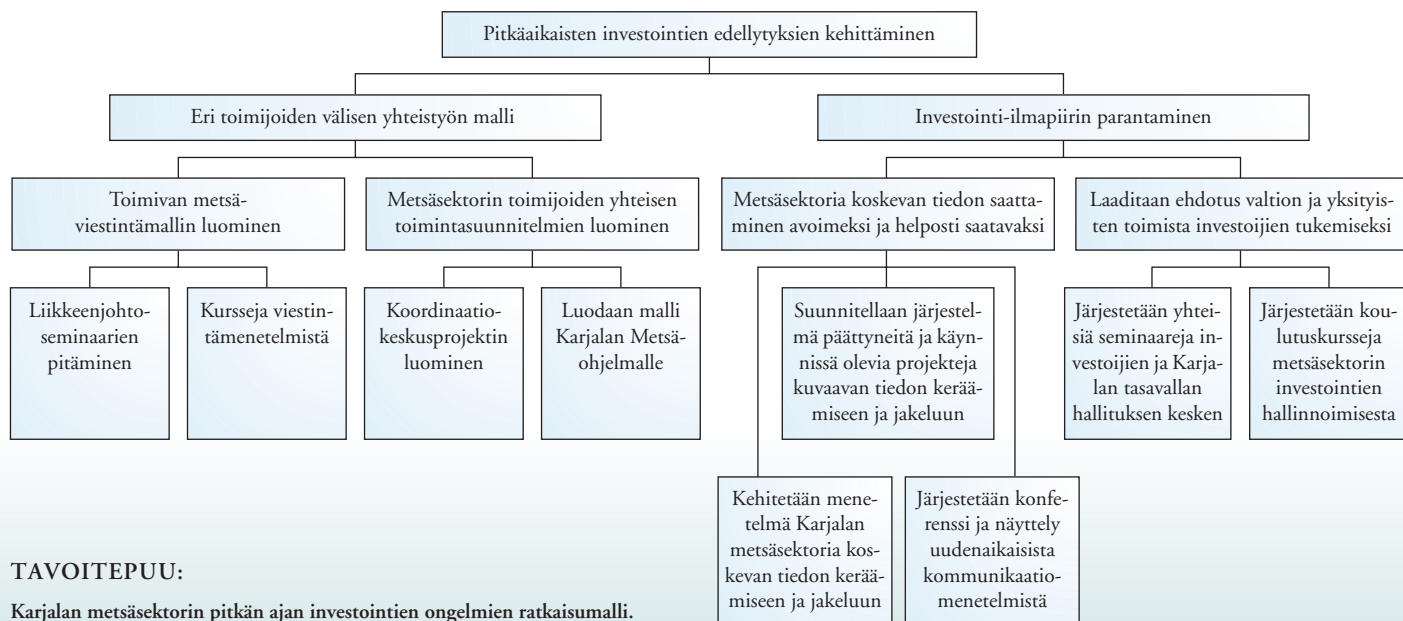 Pitkäaikaisten investointien edellytyksien kehittäminen
Eri toimijoiden välisen yhteistyön malli
Investointi-ilmapiirin parantaminen
Toimivan metsä-
viestintämallin luominen
Metsäsektorin toimijoiden yhteisen
toimintasuunnitelmien luominen
Metsäsektoria koskevan tiedon saatta-
minen avoimeksi ja helposti saatavaksi
Laaditaan ehdotus valtion ja yksityis-
ten toimista investoijien tukemiseksi
Liikkeenjohto-
seminaarien
pitäminen
Kursseja viestin-
tämenetelmistä
Koordinaatio-
keskusprojektin
luominen
Luodaan malli
Karjalan Metsä-
ohjelmalle
Suunnitellaan järjestel-
mä päättyneitä ja käyn-
nissä olevia projekteja
kuvaavan tiedon kerää-
miseen ja jakeluun
Järjestetään yhtei-
siä seminaareja in-
vestoijien ja Karja-
lan tasavallan
hallituksen kesken
Järjestetään kou-
lutuskursseja
metsäsektorin
investointien
hallinnoimisesta
Kehitetään mene-
telmä Karjalan
metsäsektoria kos-
kevan tiedon kerää-
miseen ja jakeluun
Järjestetään konfe-
renssi ja näyttely
uudenaikaisista
kommunikaatio-
menetelmistä
TAVOITEPUU:
Karjalan metsäsektorin pitkän ajan investointien ongelmien ratkaisumalli.